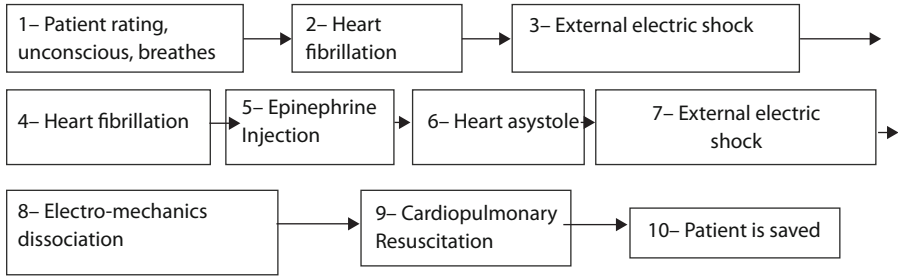 1– Patient rating,
unconscious, breathes
2– Heart
fibrillation
3– External electric shock
4– Heart fibrillation
5– Epinephrine
Injection
6– Heart asystole
7– External electric
shock
8– Electro-mechanics
dissociation
9– Cardiopulmonary
Resuscitation
10– Patient is saved